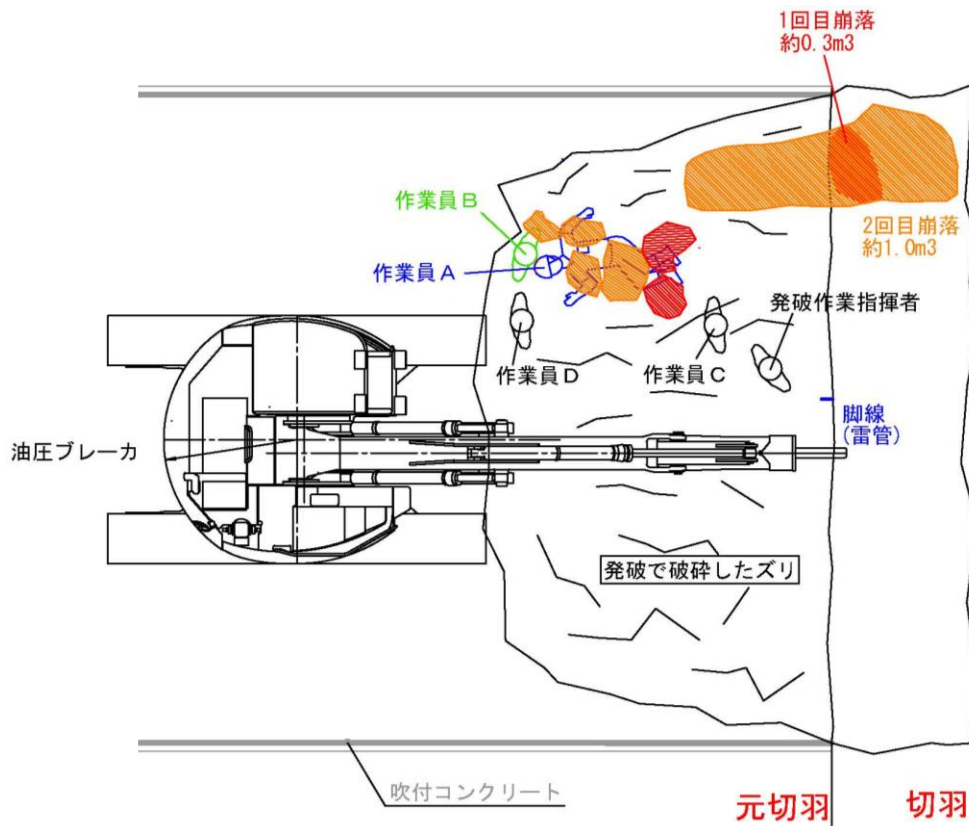 1回目崩落
約0.3m3
作業員B
作業員A
2回目崩落
約1.0m3
発破作業指揮者
作業員D
作業員C
脚線
(雷管)
油圧ブレーカ
発破で破砕したズリ
吹付コンクリート
元切羽
切羽